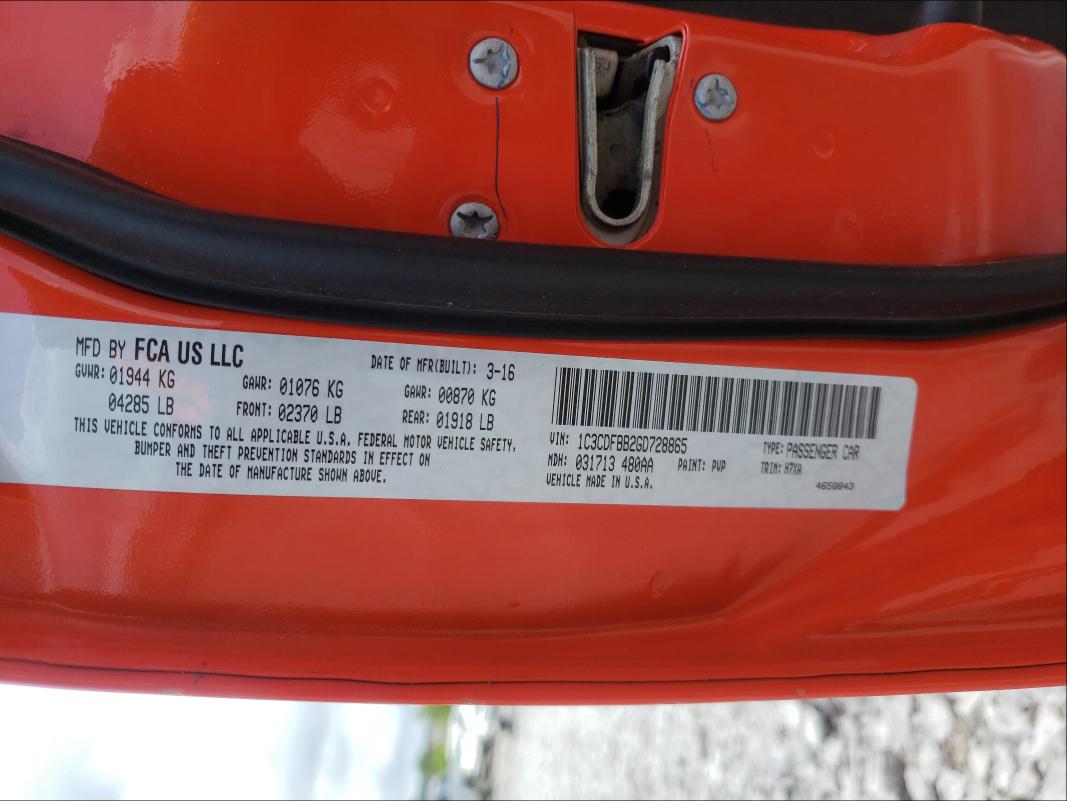 MFD BY FCA US LLC
DATE OF MFR(BUILT): 3-16
GVWR: 01944 KG
GAWR: 01076 KG
GAWR: 00870 KG
04285 LB
FRONT: 02370 LB
REAR: 01918 LB
THIS VEHICLE CONFORMS TO ALL APPLICABLE U.S.A. FEDERAL MOTOR VEHICLE SAFETY,
BUMPER AND THEFT PREVENTION STANDARDS IN EFFECT ON
THE DATE OF MANUFACTURE SHOWN ABOVE.
VIN: 1C3CDFBB2GD728865
TYPE: PASSENGER CAR
MDH: 031713 480AA
PAINT: PVP
TRIM: H7XA
VEHICLE MADE IN U.S.A.
4658843